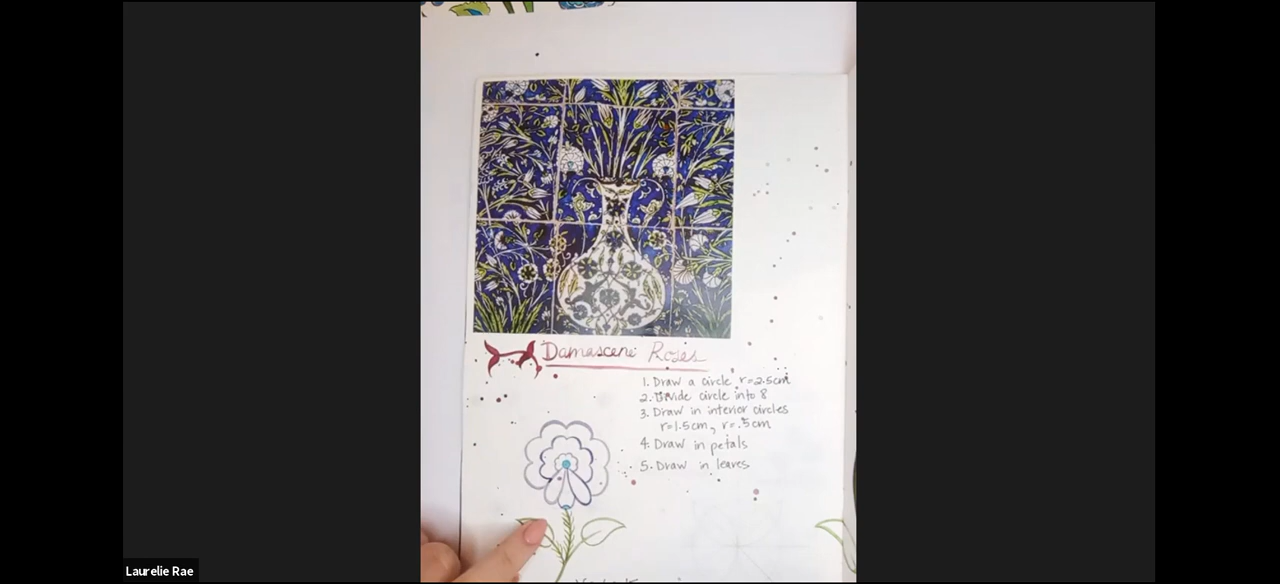 Damascene Roses
1. Draw a circle r=2.5cm
2. Divide circle into 8
3. Draw in interior circles
r=1.5cm, r=.5cm
4. Draw in petals
5. Draw in leaves
Laurelie Rae